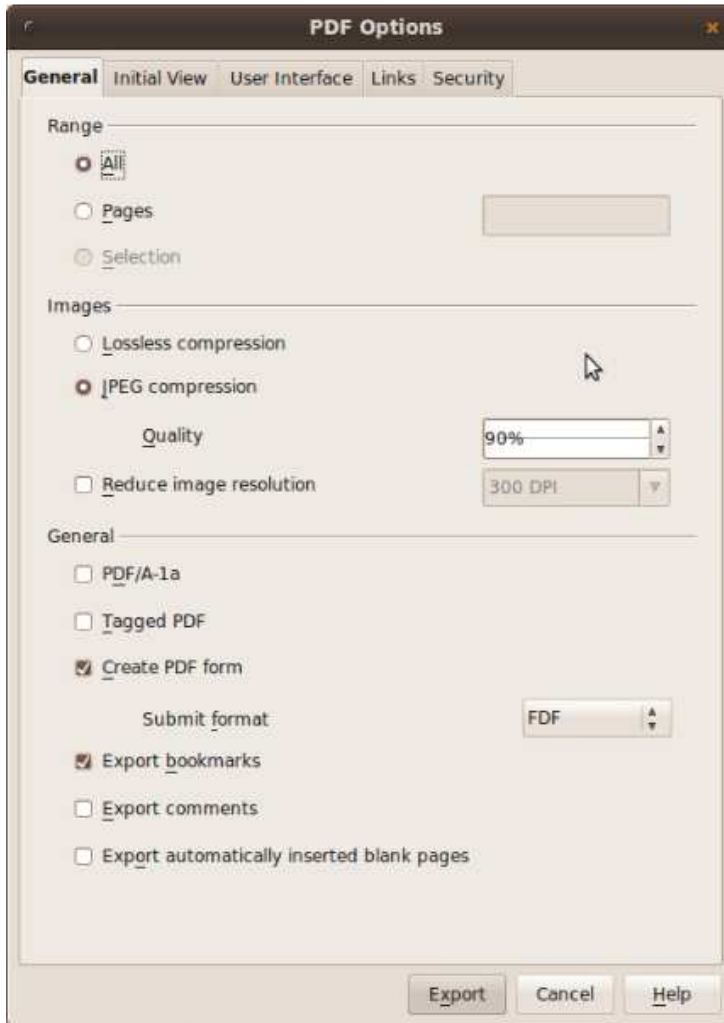 PDF Options
General Initial View User Interface Links Security
Range
All
Pages
Selection
Images
Lossless compression
JPEG compression
Quality 90%
Reduce image resolution 300 DPI
General
PDF/A-1a
Tagged PDF
Create PDF form
Submit format FDF
Export bookmarks
Export comments
Export automatically inserted blank pages
Export Cancel Help